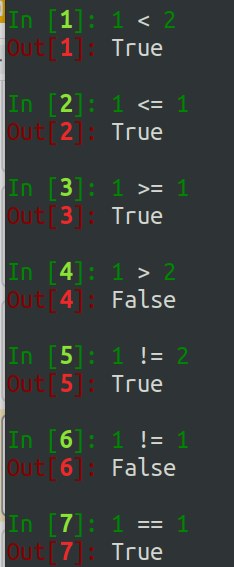 In [1]: 1 < 2
Out[1]: True
In [2]: 1 <= 1
Out[2]: True
In [3]: 1 >= 1
Out[3]: True
In [4]: 1 > 2
Out[4]: False
In [5]: 1 != 2
Out[5]: True
In [6]: 1 != 1
Out[6]: False
In [7]: 1 == 1
Out[7]: True